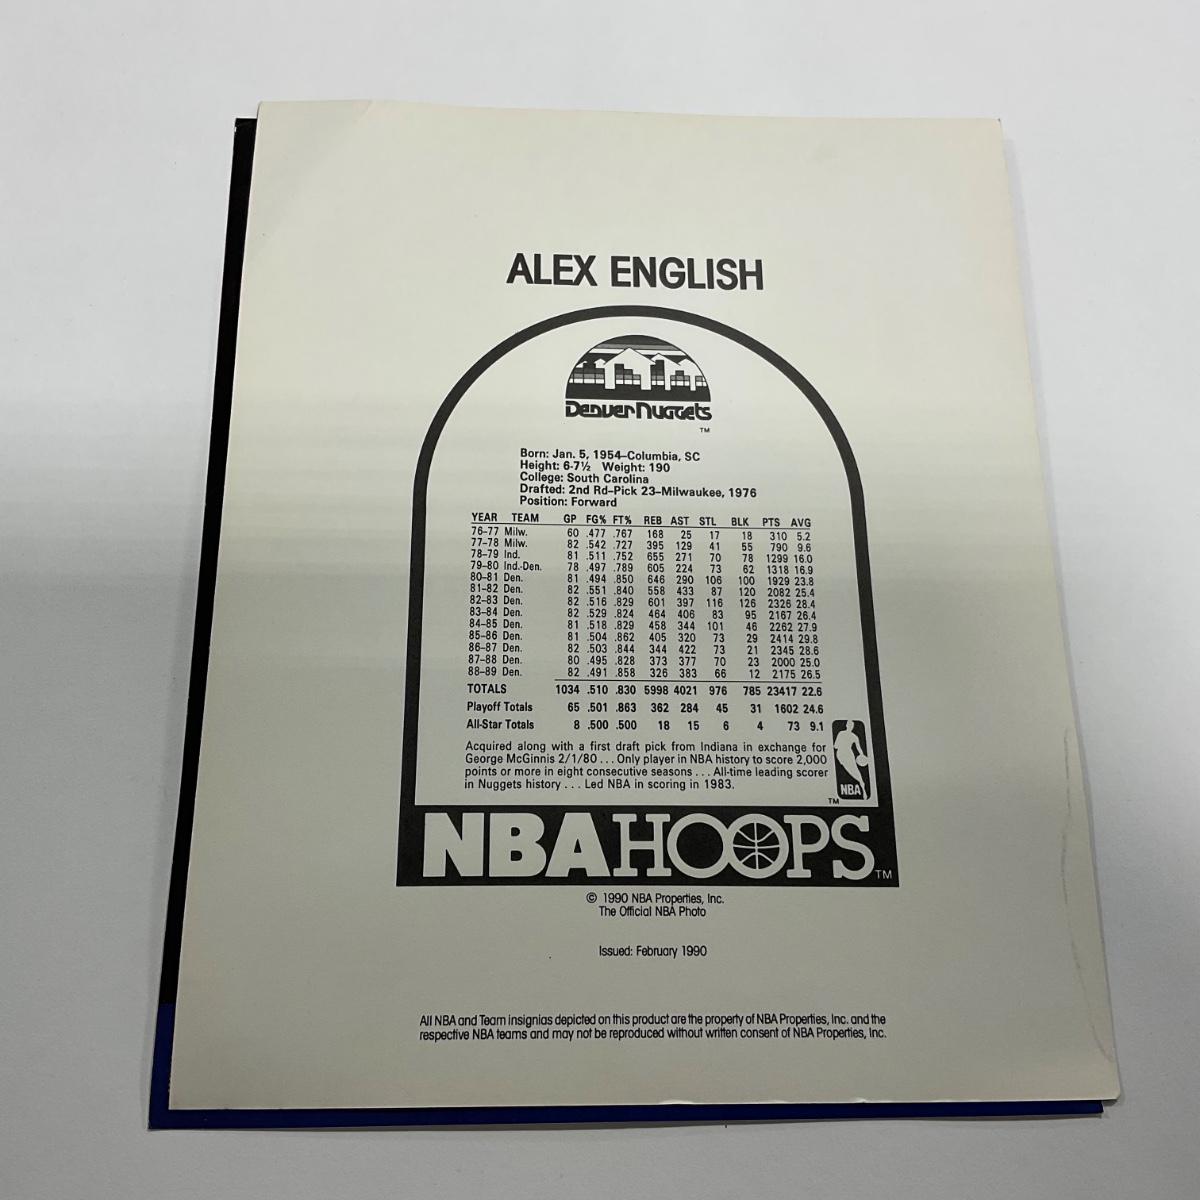 ALEX ENGLISH
Denver Nuggets
TM
Born: Jan. 5, 1954–Columbia, SC
Height: 6-7½ Weight: 190
College: South Carolina
Drafted: 2nd Rd–Pick 23–Milwaukee, 1976
Position: Forward
YEAR TEAM GP FG% FT% REB AST STL BLK PTS AVG
76–77 Milw. 60 .477 .767 168 25 17 18 310 5.2
77–78 Milw. 82 .542 .727 395 129 41 55 790 9.6
78–79 Ind. 81 .511 .752 655 271 70 78 1299 16.0
79–80 Ind.-Den. 78 .497 .789 605 224 73 62 1318 16.9
80–81 Den. 81 .494 .850 646 290 106 100 1929 23.8
81–82 Den. 82 .551 .840 558 433 87 120 2082 25.4
82–83 Den. 82 .516 .829 601 397 116 126 2326 28.4
83–84 Den. 82 .529 .824 464 406 83 95 2167 26.4
84–85 Den. 81 .518 .829 458 344 101 46 2262 27.9
85–86 Den. 81 .504 .862 405 320 73 29 2414 29.8
86–87 Den. 82 .503 .844 344 422 73 21 2345 28.6
87–88 Den. 80 .495 .828 373 377 70 23 2000 25.0
88–89 Den. 82 .491 .858 326 383 66 12 2175 26.5
TOTALS 1034 .510 .830 5998 4021 976 785 23417 22.6
Playoff Totals 65 .501 .863 362 284 45 31 1602 24.6
All-Star Totals 8 .500 .500 18 15 6 4 73 9.1
Acquired along with a first draft pick from Indiana in exchange for
George McGinnis 2/1/80 . . . Only player in NBA history to score 2,000
points or more in eight consecutive seasons . . . All-time leading scorer
in Nuggets history . . . Led NBA in scoring in 1983.
NBA
TM
NBA HOOPS TM
© 1990 NBA Properties, Inc.
The Official NBA Photo
Issued: February 1990
All NBA and Team insignias depicted on this product are the property of NBA Properties, Inc. and the
respective NBA teams and may not be reproduced without written consent of NBA Properties, Inc.